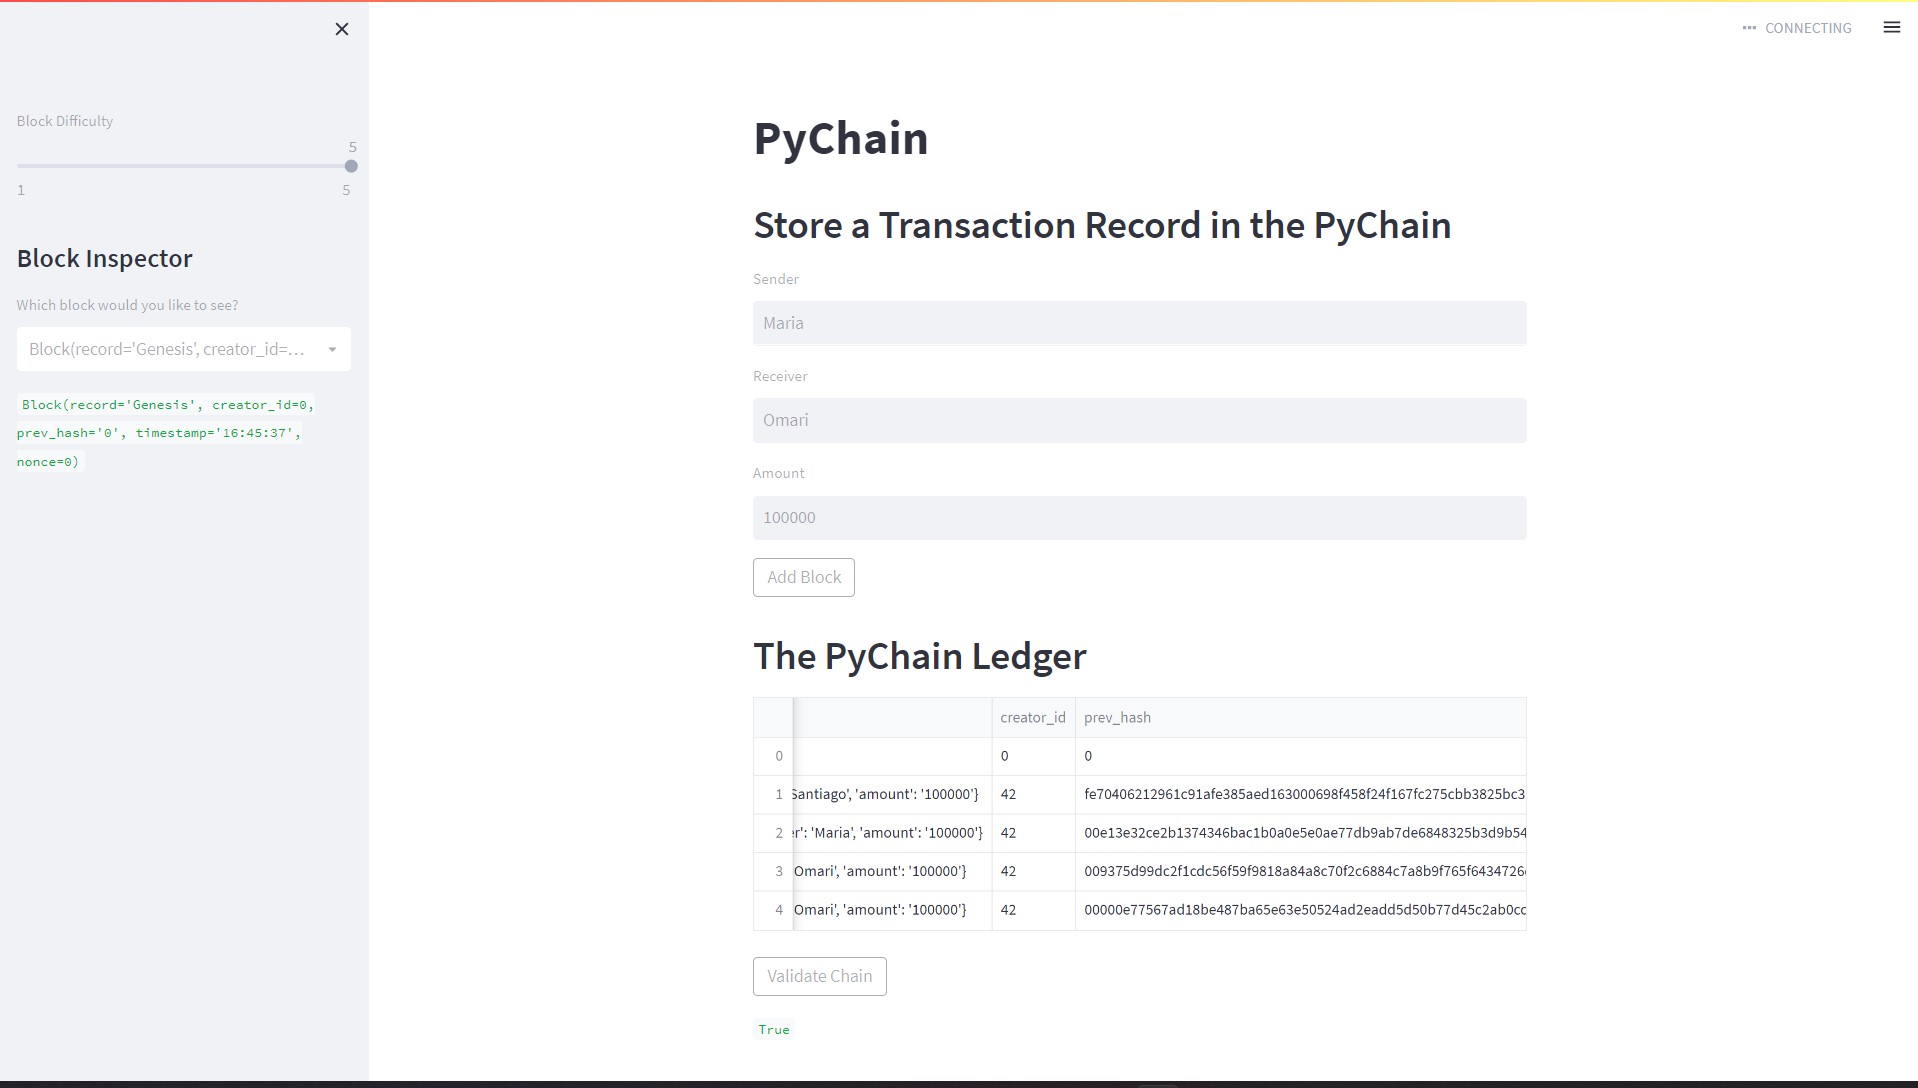 CONNECTING
Block Difficulty
5
1 5
Block Inspector
Which block would you like to see?
Block(record='Genesis', creator_id=...
Block(record='Genesis', creator_id=0,
prev_hash='0', timestamp='16:45:37',
nonce=0)
PyChain
Store a Transaction Record in the PyChain
Sender
Maria
Receiver
Omari
Amount
100000
Add Block
The PyChain Ledger
creator_id prev_hash
0 0 0
1 Santiago', 'amount': '100000'} 42 fe70406212961c91afe385aed163000698f458f24f167fc275cbb3825bc3
2 er': 'Maria', 'amount': '100000'} 42 00e13e32ce2b1374346bac1b0a0e5e0ae77db9ab7de6848325b3d9b54
3 Omari', 'amount': '100000'} 42 009375d99dc2f1cdc56f59f9818a84a8c70f2c6884c7a8b9f765f6434726
4 Omari', 'amount': '100000'} 42 00000e77567ad18be487ba65e63e50524ad2eadd5d50b77d45c2ab0cc
Validate Chain
True